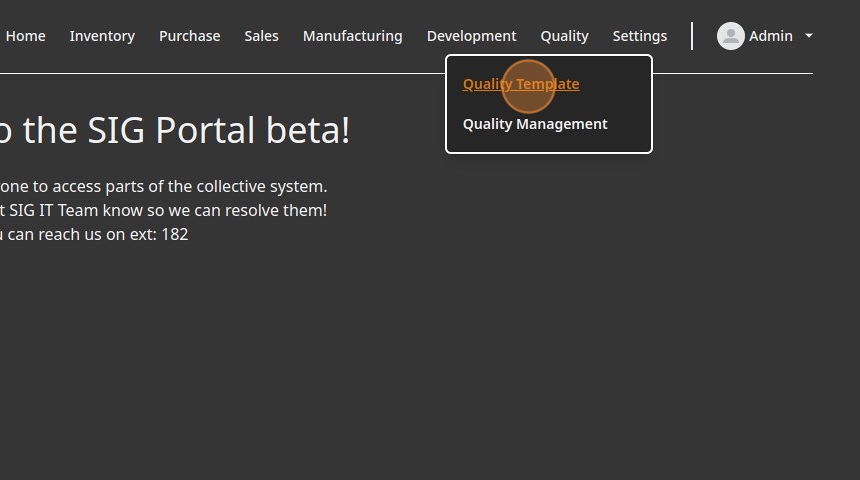 Home Inventory Purchase Sales Manufacturing Development Quality Settings Admin
Quality Template
Quality Management
o the SIG Portal beta!
one to access parts of the collective system.
t SIG IT Team know so we can resolve them!
u can reach us on ext: 182